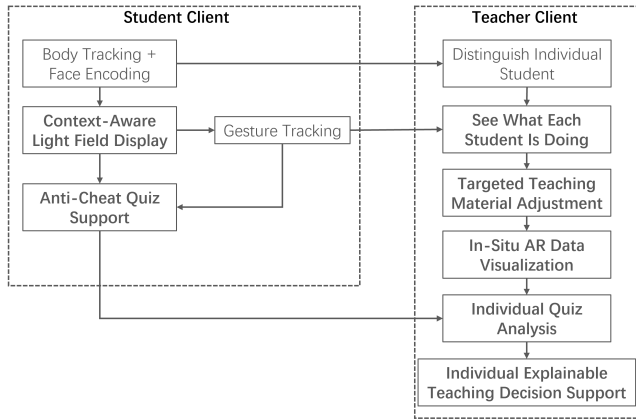 Student Client
Body Tracking +
Face Encoding
Context-Aware
Light Field Display
Gesture Tracking
Anti-Cheat Quiz
Support
Teacher Client
Distinguish Individual
Student
See What Each
Student Is Doing
Targeted Teaching
Material Adjustment
In-Situ AR Data
Visualization
Individual Quiz
Analysis
Individual Explainable
Teaching Decision Support